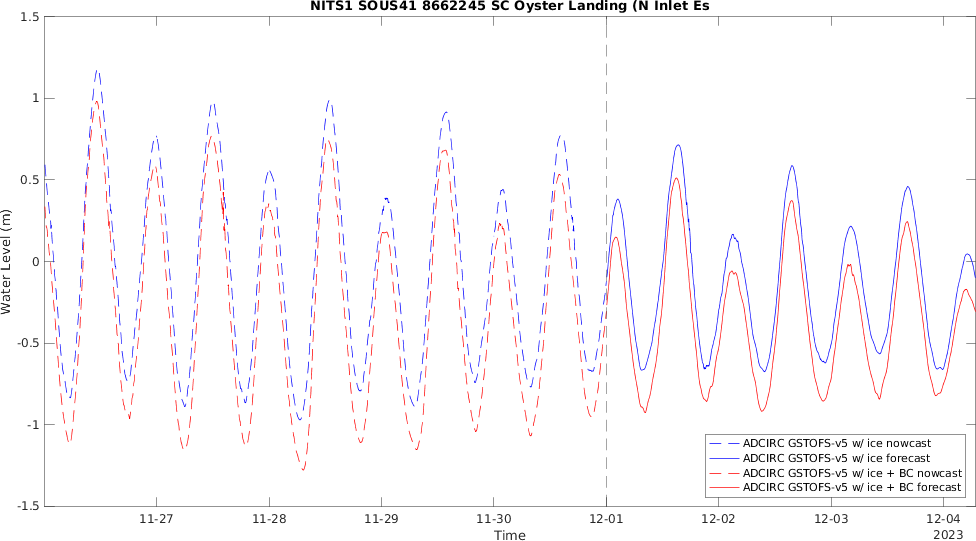 NITS1 SOUS41 8662245 SC Oyster Landing (N Inlet Es
1.5
1
0.5
0
-0.5
-1
-1.5
Water Level (m)
11-27 11-28 11-29 11-30 12-01 12-02 12-03 12-04
Time
2023
ADCIRC GSTOFS-v5 w/ ice nowcast
ADCIRC GSTOFS-v5 w/ ice forecast
ADCIRC GSTOFS-v5 w/ ice + BC nowcast
ADCIRC GSTOFS-v5 w/ ice + BC forecast